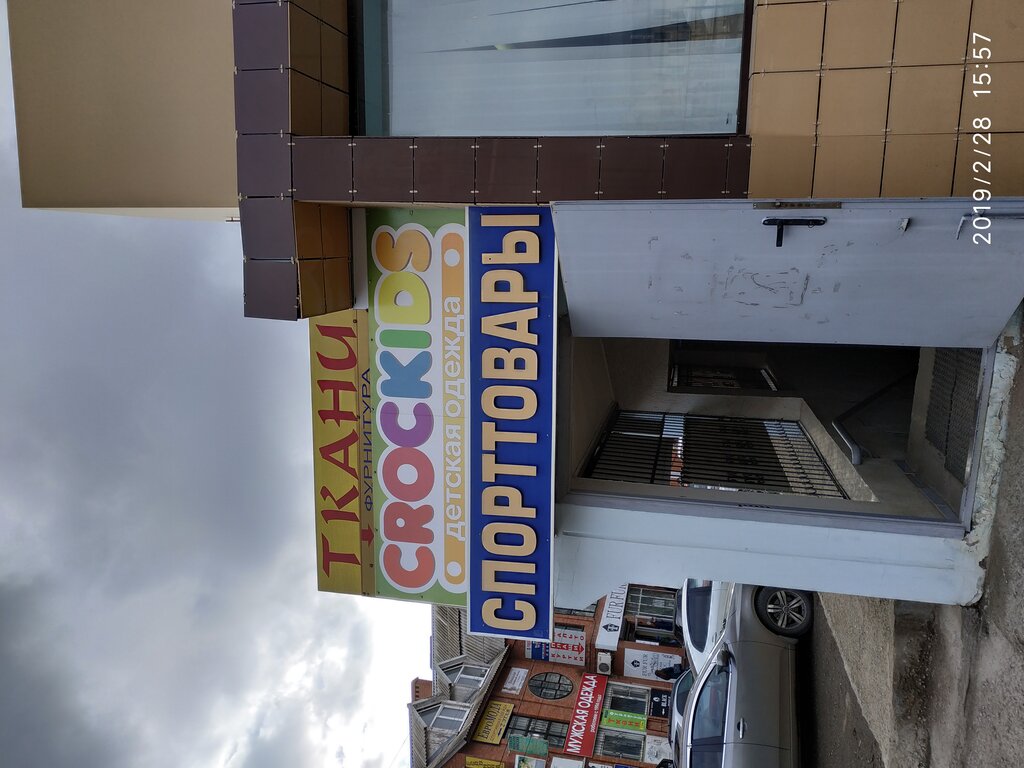 ТКАНИ
ФУРНИТУРА
CROCKIDS
детская одежда
СПОРТТОВАРЫ
МУЖСКАЯ ОДЕЖДА
2019/2/28 15:57